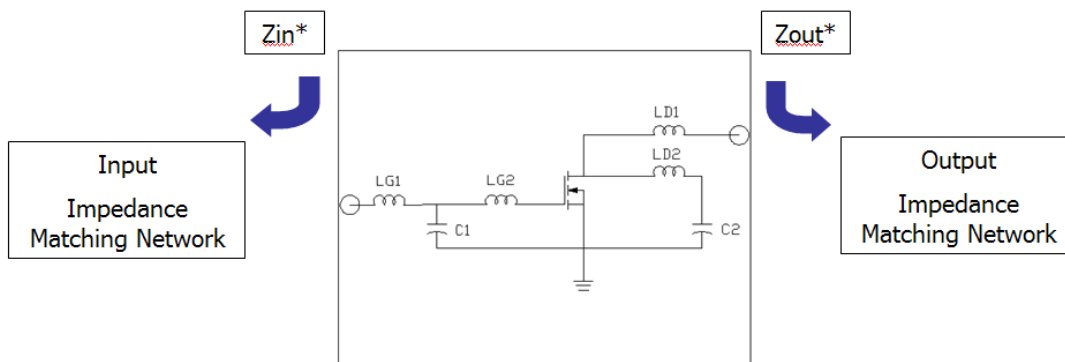 Zin*
Zout*
Input
Impedance
Matching Network
LG1
LG2
C1
LD1
LD2
C2
Output
Impedance
Matching Network